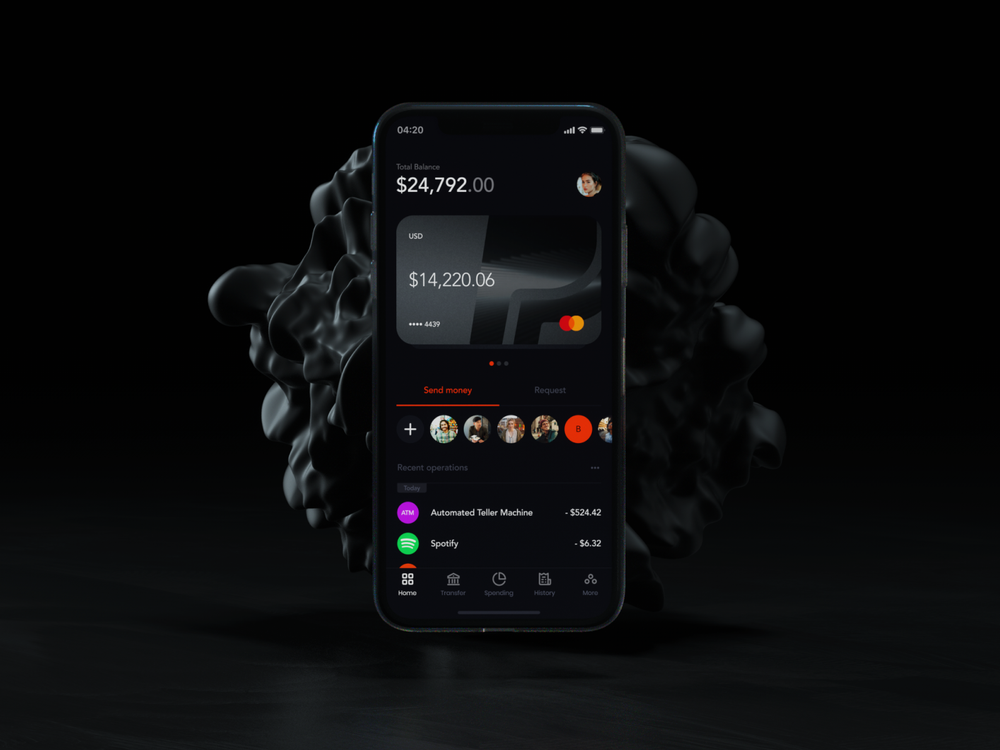 04:20
Total Balance
$24,792.00
USD
$14,220.06
•••• 4439
Send money Request
B
Recent operations
Today
ATM Automated Teller Machine - $524.42
Spotify - $6.32
Home Transfer Spending History More